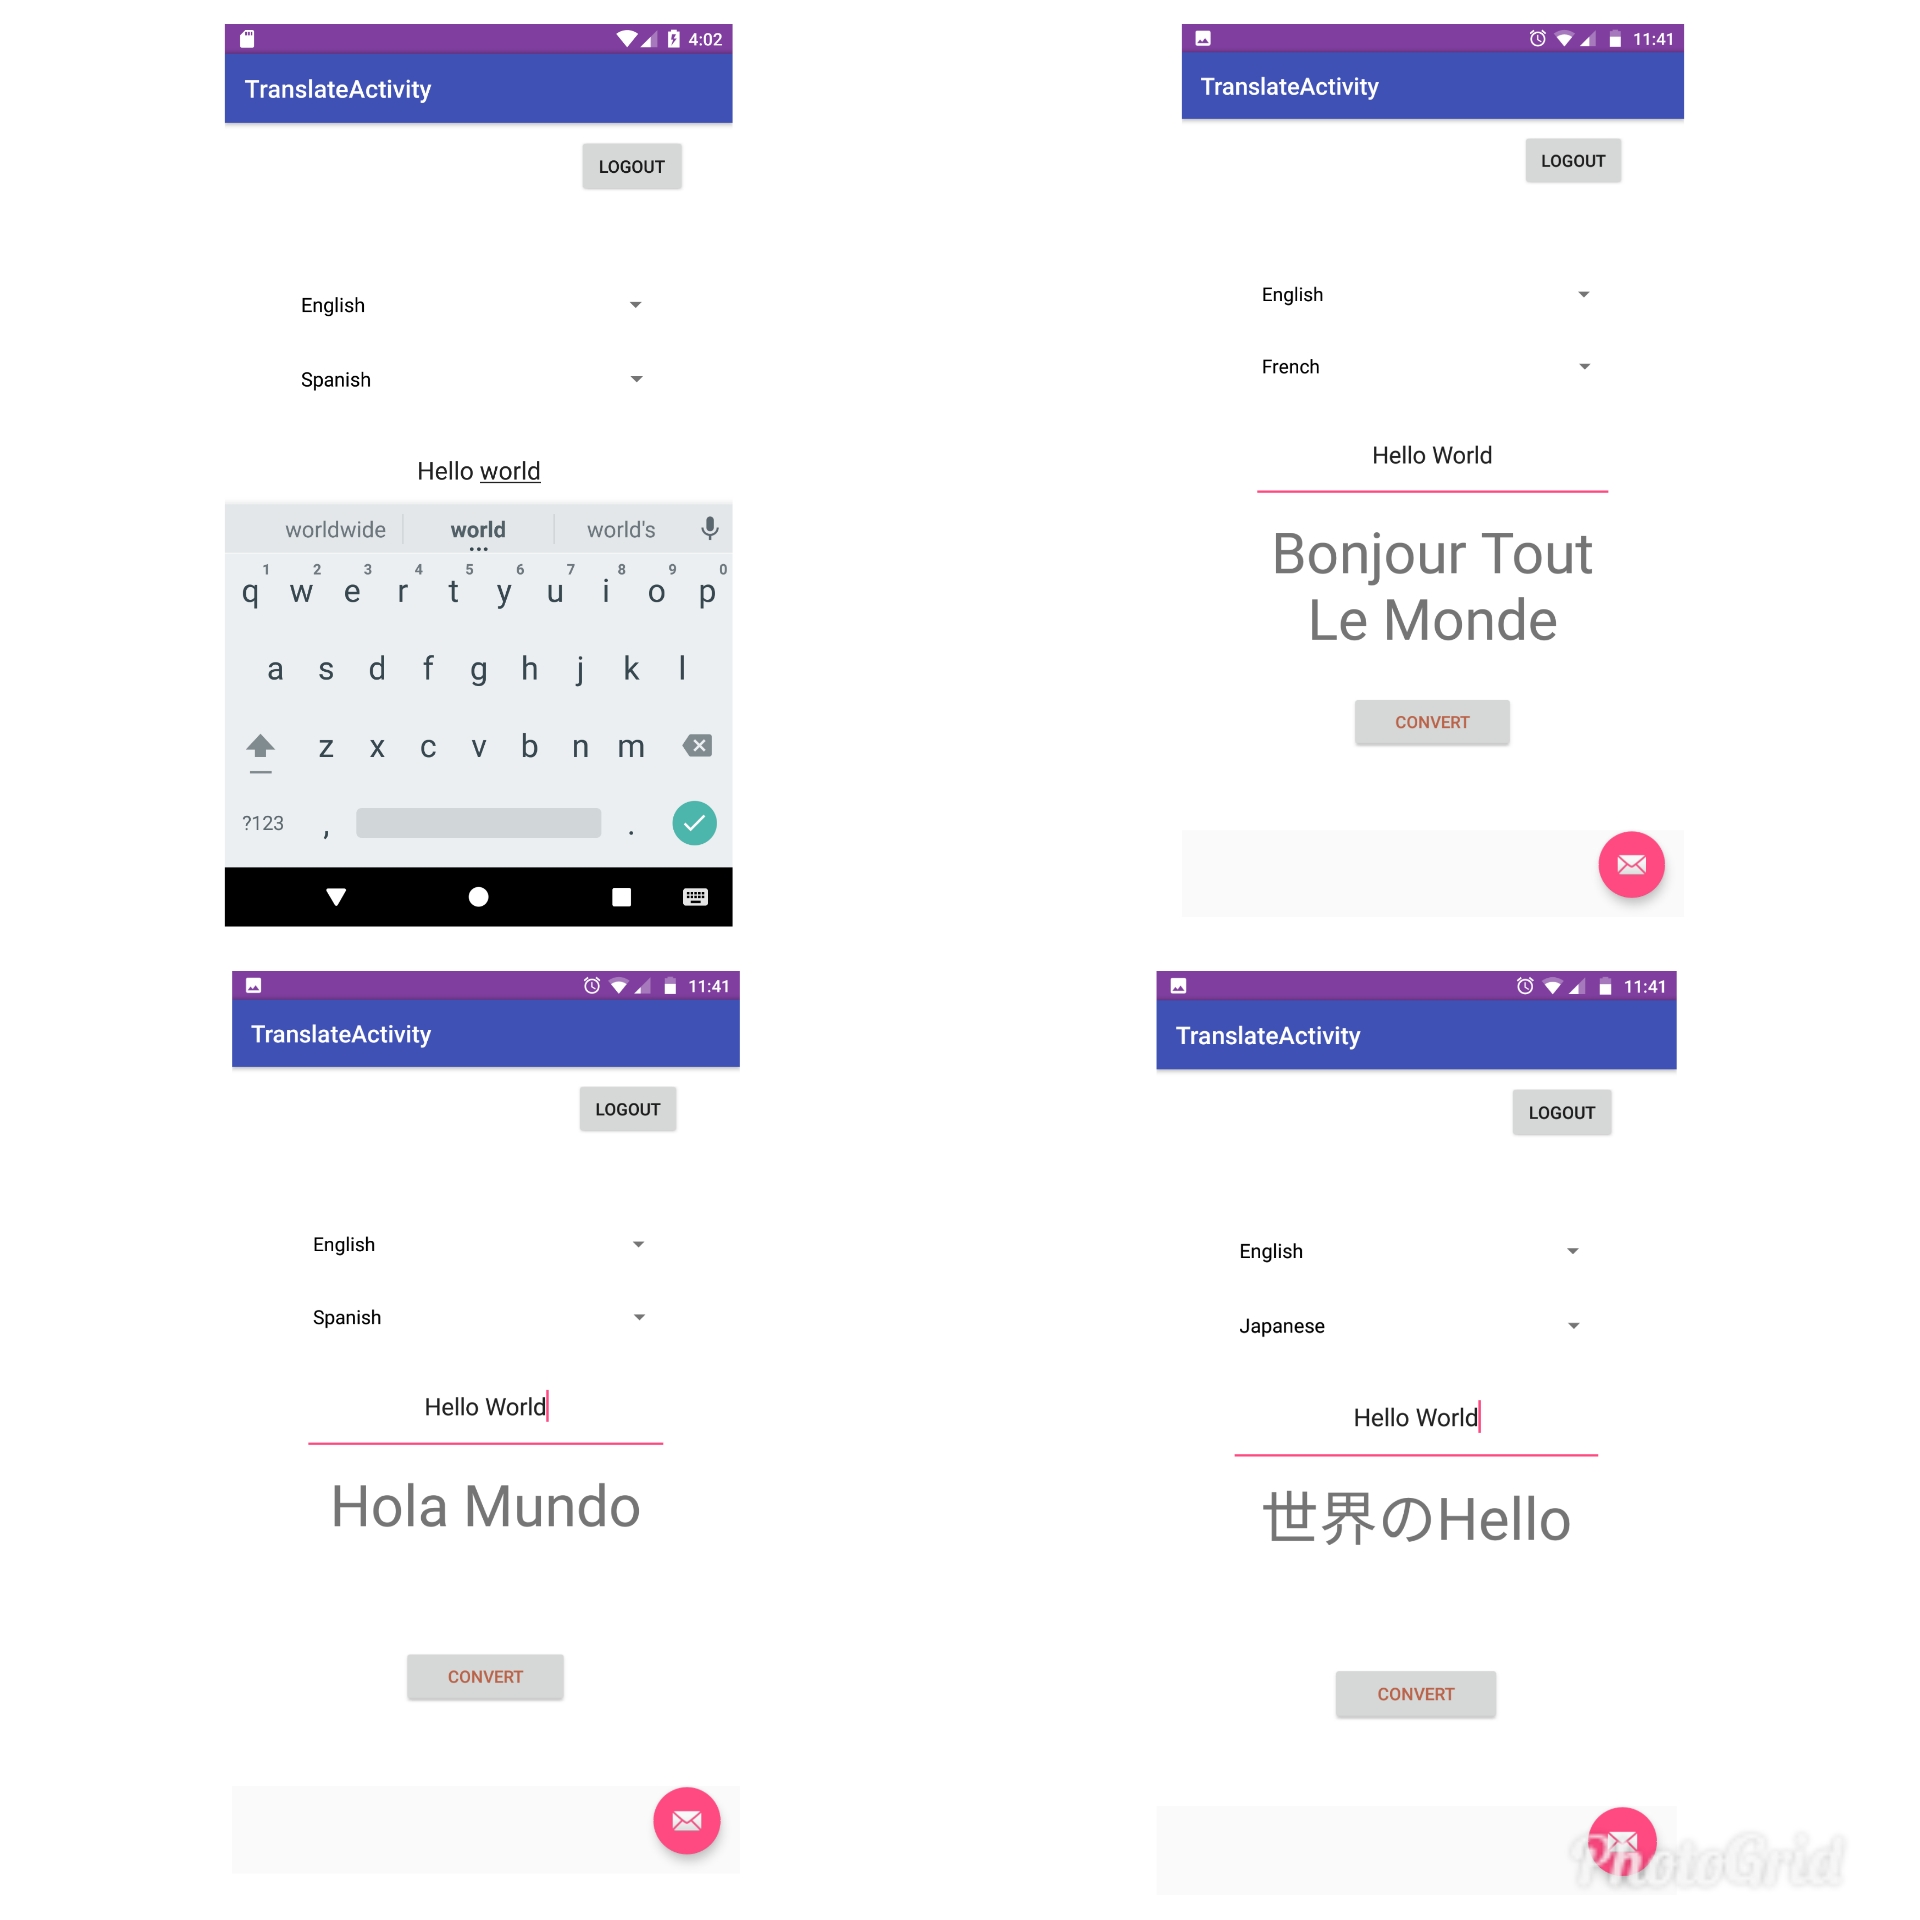 4:02
TranslateActivity
LOGOUT
English
Spanish
Hello world
worldwide world world's
1 2 3 4 5 6 7 8 9 0
q w e r t y u i o p
a s d f g h j k l
z x c v b n m
?123 , .
11:41
TranslateActivity
LOGOUT
English
French
Hello World
Bonjour Tout
Le Monde
CONVERT
11:41
TranslateActivity
LOGOUT
English
Spanish
Hello World
Hola Mundo
CONVERT
11:41
TranslateActivity
LOGOUT
English
Japanese
Hello World
世界のHello
CONVERT
PhotoGrid